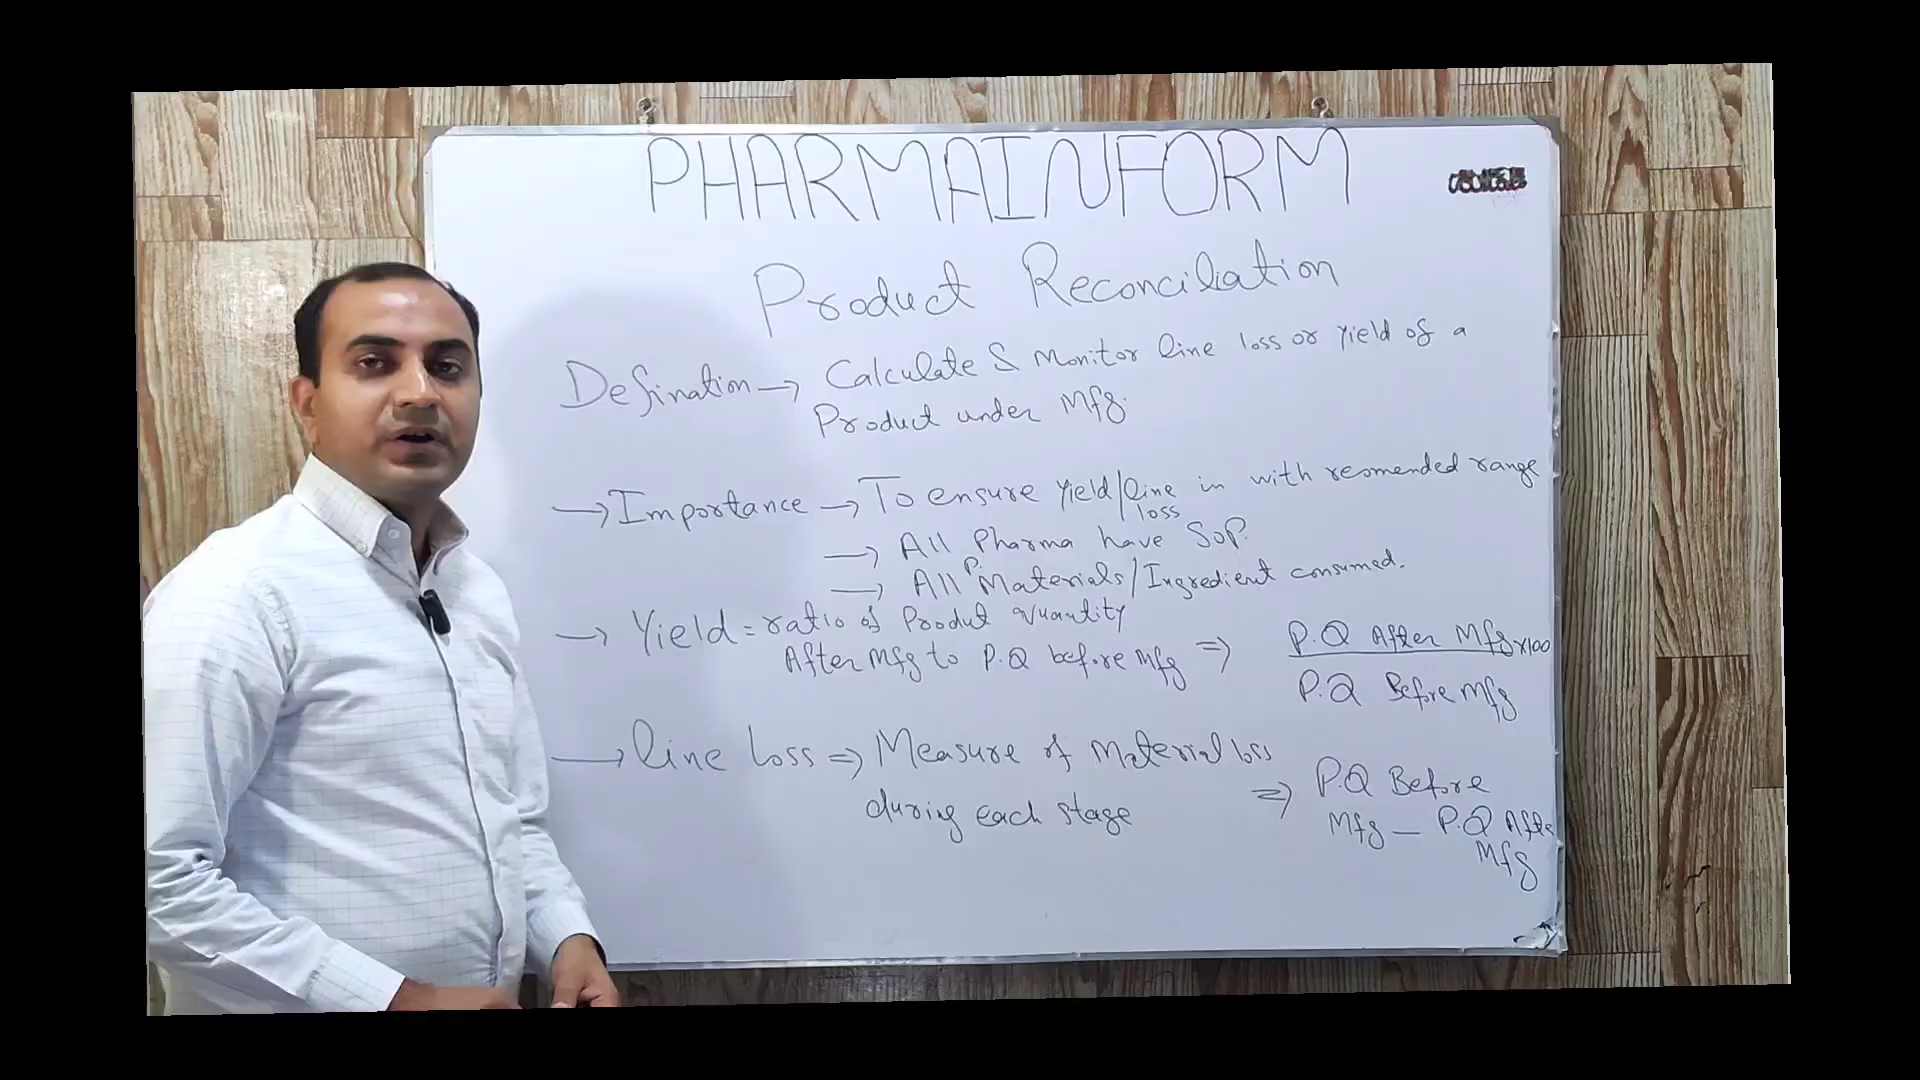 PHARMAINFORM
Product Reconciliation
Defination → Calculate & Monitor line loss or Yield of a
Product under Mfg.
→ Importance → To ensure Yield/line loss in with resomended range
→ All Pharma have SOP.
→ All P. Materials/Ingredient consumed.
→ Yield = ratio of Product Quantity
After Mfg to P.Q before Mfg ⇒ P.Q After Mfg x100
P.Q Before Mfg
→ line Loss ⇒ Measure of Material loss
during each stage ⇒ P.Q Before
Mfg – P.Q After
Mfg